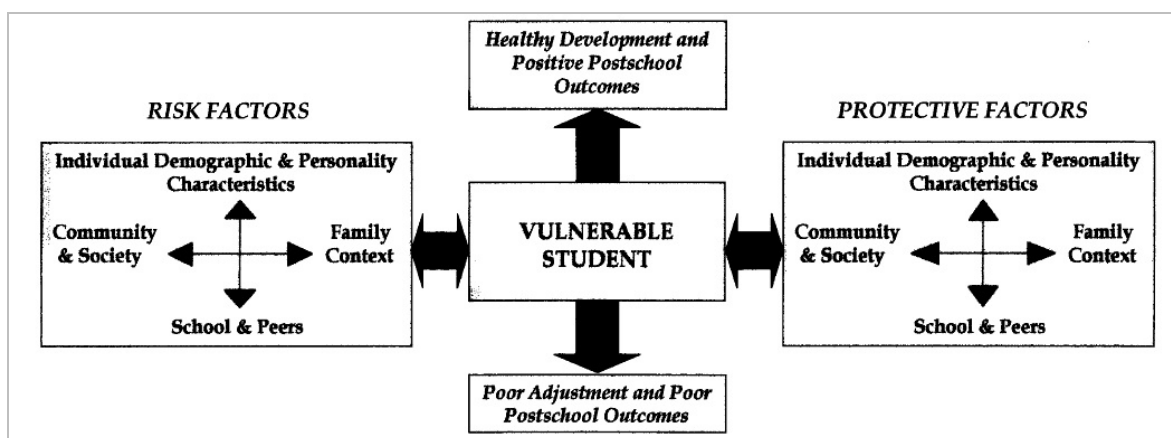 Healthy Development and
Positive Postschool
Outcomes
RISK FACTORS
Individual Demographic & Personality
Characteristics
Community
& Society
Family
Context
School & Peers
VULNERABLE
STUDENT
PROTECTIVE FACTORS
Individual Demographic & Personality
Characteristics
Community
& Society
Family
Context
School & Peers
Poor Adjustment and Poor
Postschool Outcomes